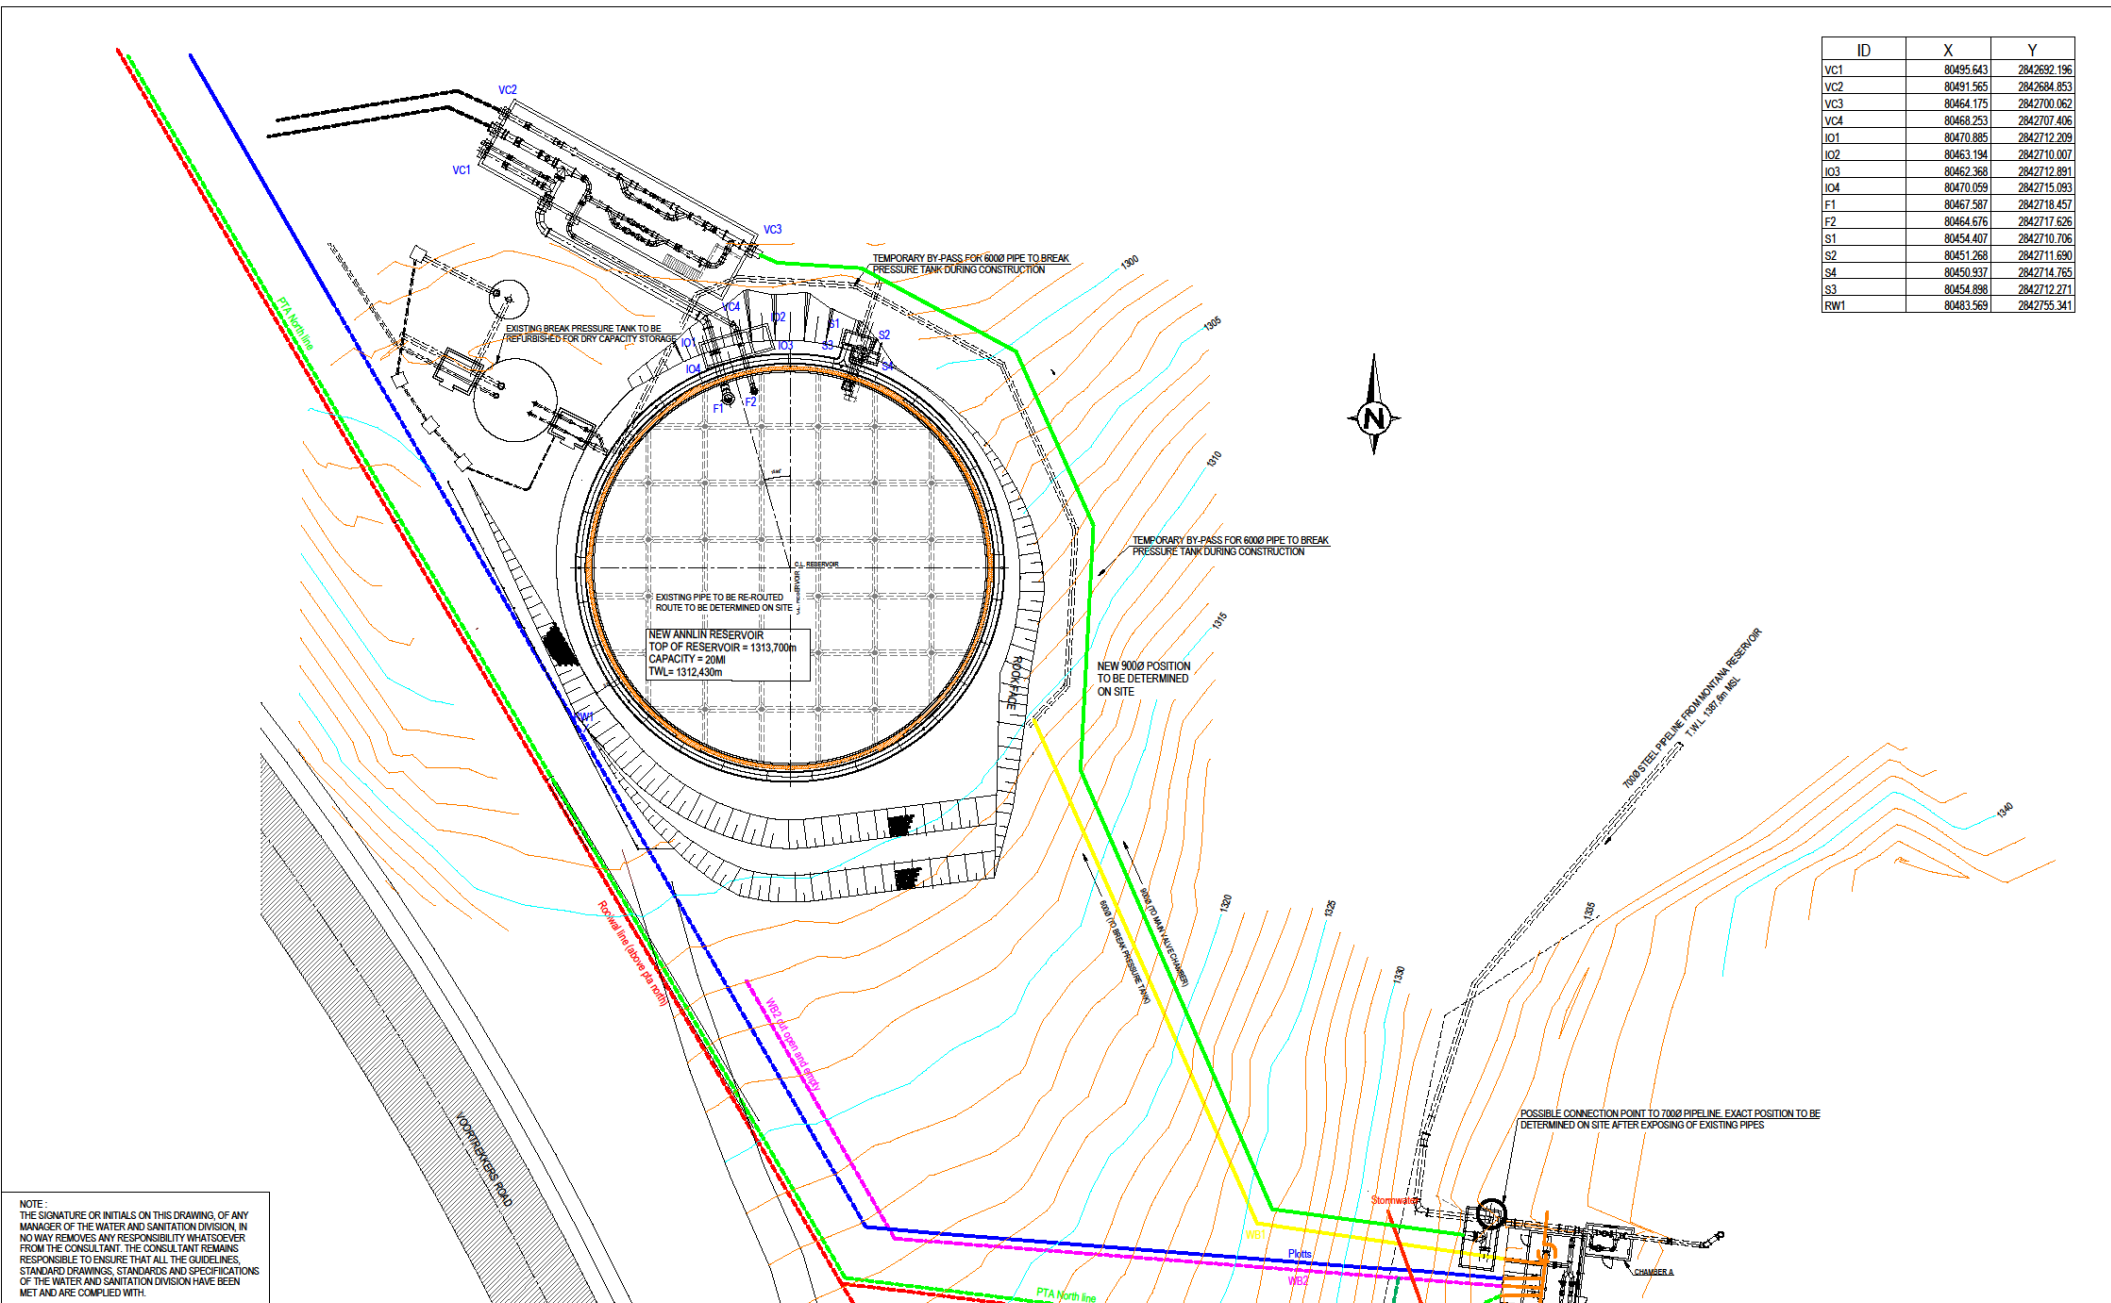 ID X Y
VC1 80495.643 2842692.196
VC2 80491.565 2842684.853
VC3 80464.175 2842700.062
VC4 80468.253 2842707.406
IO1 80470.885 2842712.209
IO2 80463.194 2842710.007
IO3 80462.368 2842712.891
IO4 80470.059 2842715.093
F1 80467.587 2842718.457
F2 80464.676 2842717.626
S1 80454.407 2842710.706
S2 80451.268 2842711.690
S4 80450.937 2842714.765
S3 80454.898 2842712.271
RW1 80483.569 2842755.341
VC2
VC1
VC3
TEMPORARY BY-PASS FOR 600Ø PIPE TO BREAK
PRESSURE TANK DURING CONSTRUCTION
1300
PTA North line
VC4
IO2
S1
S2
1305
EXISTING BREAK PRESSURE TANK TO BE
REFURBISHED FOR DRY CAPACITY STORAGE
IO1
IO3
S3
S4
IO4
F1
F2
N
1310
TEMPORARY BY-PASS FOR 600Ø PIPE TO BREAK
PRESSURE TANK DURING CONSTRUCTION
C.L. RESERVOIR
C.L. RESERVOIR
EXISTING PIPE TO BE RE-ROUTED
ROUTE TO BE DETERMINED ON SITE
1315
NEW ANNLIN RESERVOIR
TOP OF RESERVOIR = 1313,700m
CAPACITY = 20Ml
TWL= 1312,430m
ROCK FACE
NEW 900Ø POSITION
TO BE DETERMINED
ON SITE
RW1
700Ø STEEL PIPELINE FROM MONTANA RESERVOIR
T.W.L. 1387,6m MSL
1340
Rooiwal line (above pta north)
900Ø (TO MAIN VALVE CHAMBER)
600Ø (TO BREAK PRESSURE TANK)
1320
1325
1335
1330
WB2 cut open and empty
VOORTREKKERS ROAD
POSSIBLE CONNECTION POINT TO 700Ø PIPELINE. EXACT POSITION TO BE
DETERMINED ON SITE AFTER EXPOSING OF EXISTING PIPES
Stormwater
WB1
Plotts
WB2
CHAMBER A
PTA North line
NOTE :
THE SIGNATURE OR INITIALS ON THIS DRAWING, OF ANY
MANAGER OF THE WATER AND SANITATION DIVISION, IN
NO WAY REMOVES ANY RESPONSIBILITY WHATSOEVER
FROM THE CONSULTANT. THE CONSULTANT REMAINS
RESPONSIBLE TO ENSURE THAT ALL THE GUIDELINES,
STANDARD DRAWINGS, STANDARDS AND SPECIFIICATIONS
OF THE WATER AND SANITATION DIVISION HAVE BEEN
MET AND ARE COMPLIED WITH.